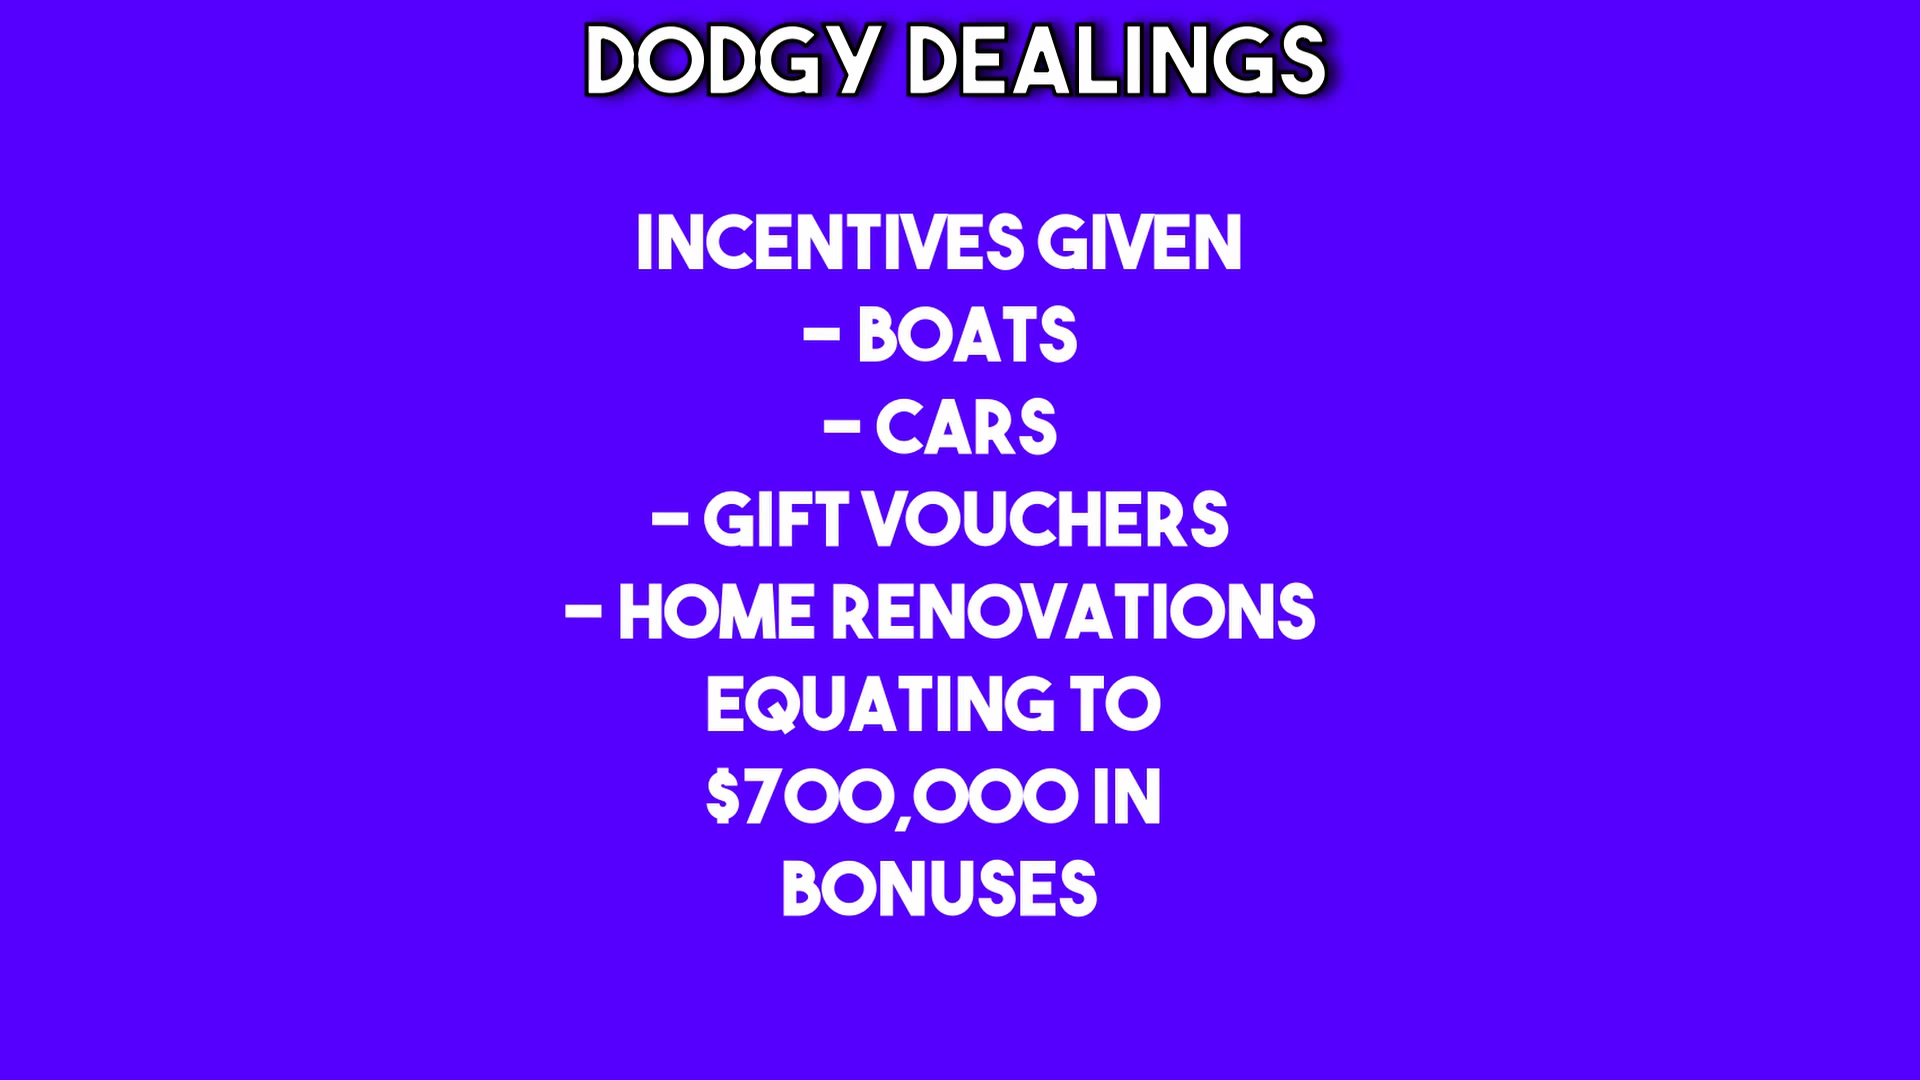 DODGY DEALINGS
INCENTIVES GIVEN
- BOATS
- CARS
- GIFT VOUCHERS
- HOME RENOVATIONS
EQUATING TO
$700,000 IN
BONUSES